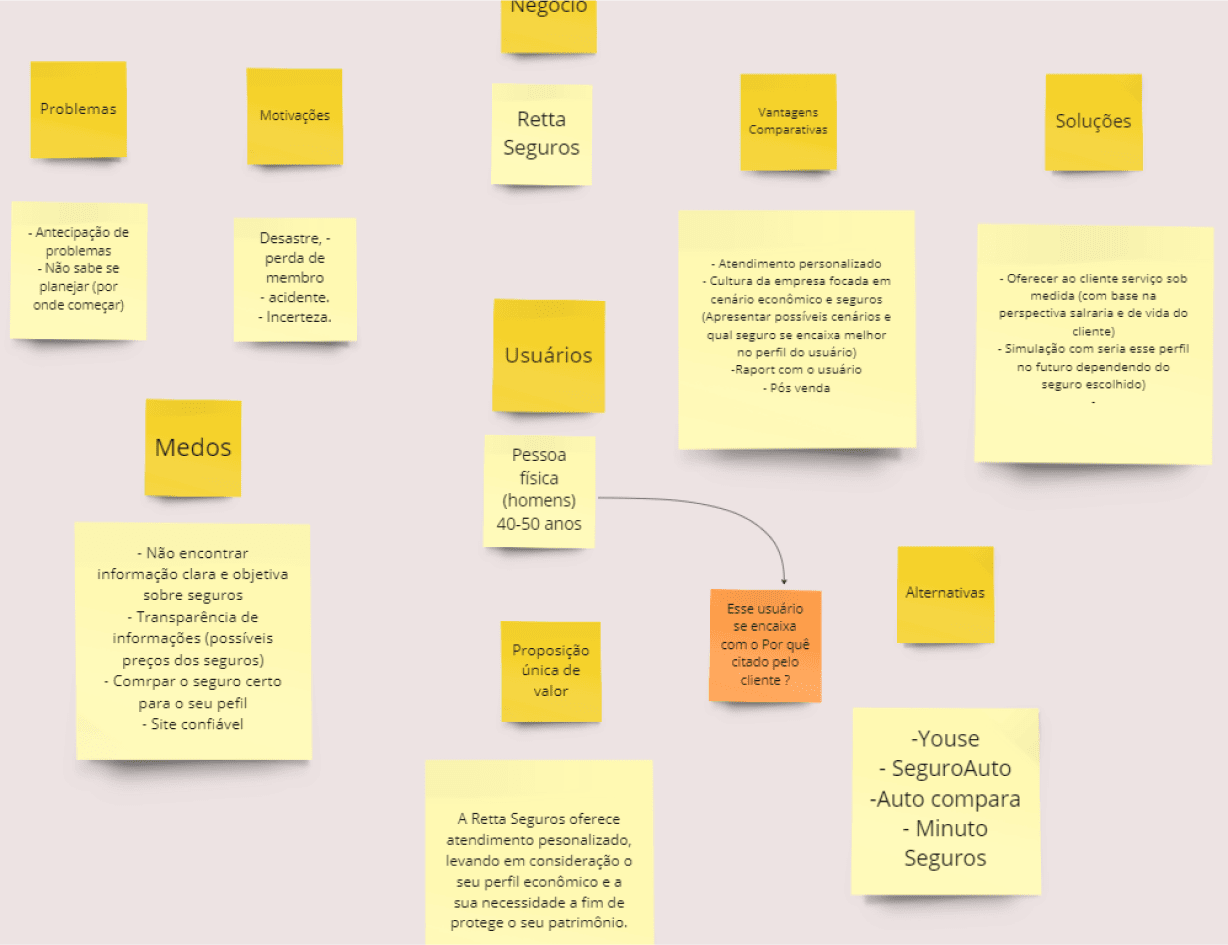 Negócio
Problemas
Motivações
Retta
Seguros
Vantagens
Comparativas
Soluções
- Antecipação de
problemas
- Não sabe se
planejar (por
onde começar)
Desastre, -
perda de
membro
- acidente.
- Incerteza.
- Atendimento personalizado
- Cultura da empresa focada em
cenário econômico e seguros
(Apresentar possíveis cenários e
qual seguro se encaixa melhor
no perfil do usuário)
-Raport com o usuário
- Pós venda
- Oferecer ao cliente serviço sob
medida (com base na
perspectiva salraria e de vida do
cliente)
- Simulação com seria esse perfil
no futuro dependendo do
seguro escolhido)
-
Usuários
Medos
Pessoa
física
(homens)
40-50 anos
- Não encontrar
informação clara e objetiva
sobre seguros
- Transparência de
informações (possíveis
preços dos seguros)
- Comrpar o seguro certo
para o seu pefil
- Site confiável
Esse usuário
se encaixa
com o Por quê
citado pelo
cliente ?
Alternativas
Proposição
única de
valor
-Youse
- SeguroAuto
-Auto compara
- Minuto
Seguros
A Retta Seguros oferece
atendimento pesonalizado,
levando em consideração o
seu perfil econômico e a
sua necessidade a fim de
protege o seu patrimônio.